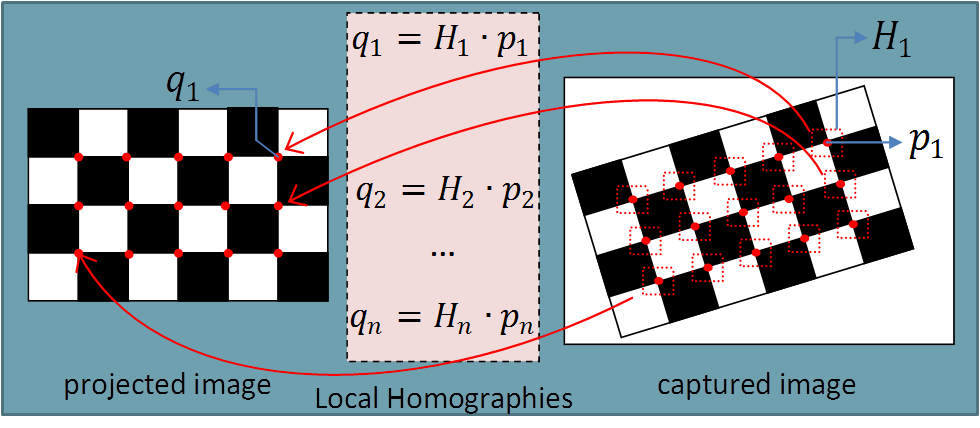 q₁ = H₁ · p₁
H₁
q₁
p₁
q₂ = H₂ · p₂
...
qₙ = Hₙ · pₙ
projected image
Local Homographies
captured image